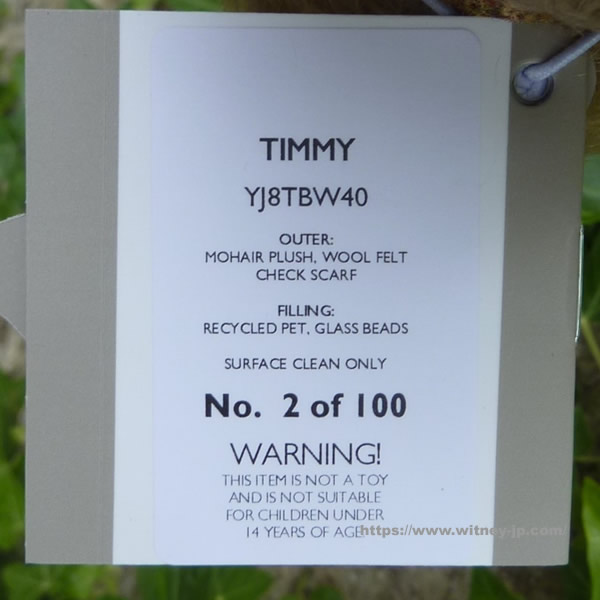 TIMMY
YJ8TBW40
OUTER:
MOHAIR PLUSH, WOOL FELT
CHECK SCARF
FILLING:
RECYCLED PET, GLASS BEADS
SURFACE CLEAN ONLY
No. 2 of 100
WARNING!
THIS ITEM IS NOT A TOY
AND IS NOT SUITABLE
FOR CHILDREN UNDER
14 YEARS OF AGE
https://www.witney-jp.com/